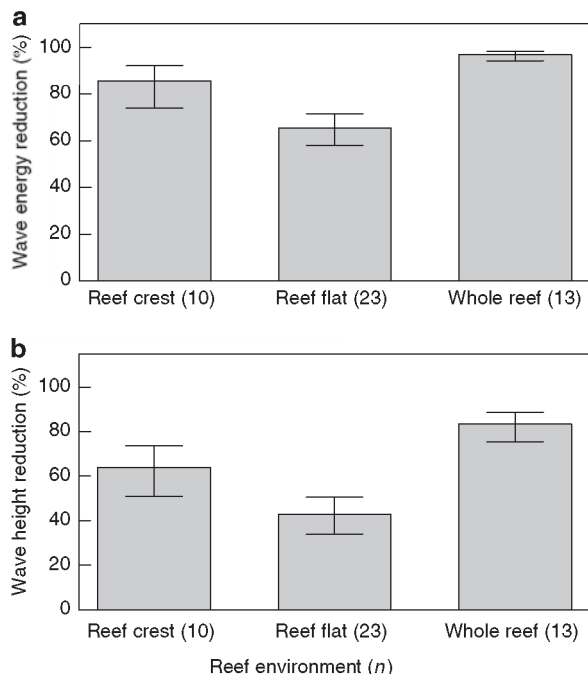 a
Wave energy reduction (%)
100
80
60
40
20
0
Reef crest (10) Reef flat (23) Whole reef (13)
b
Wave height reduction (%)
100
80
60
40
20
0
Reef crest (10) Reef flat (23) Whole reef (13)
Reef environment (n)